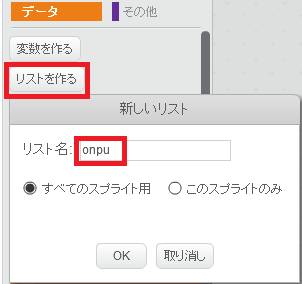 データ その他
変数を作る
リストを作る
新しいリスト
リスト名: onpu
すべてのスプライト用 このスプライトのみ
OK 取り消し